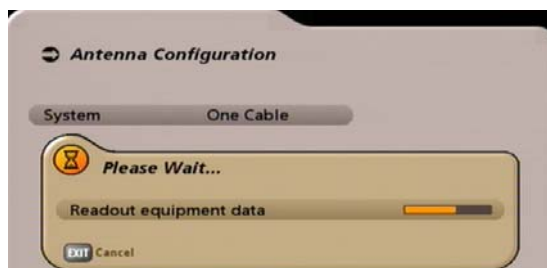 Antenna Configuration
System One Cable
Please Wait...
Readout equipment data
EXIT Cancel